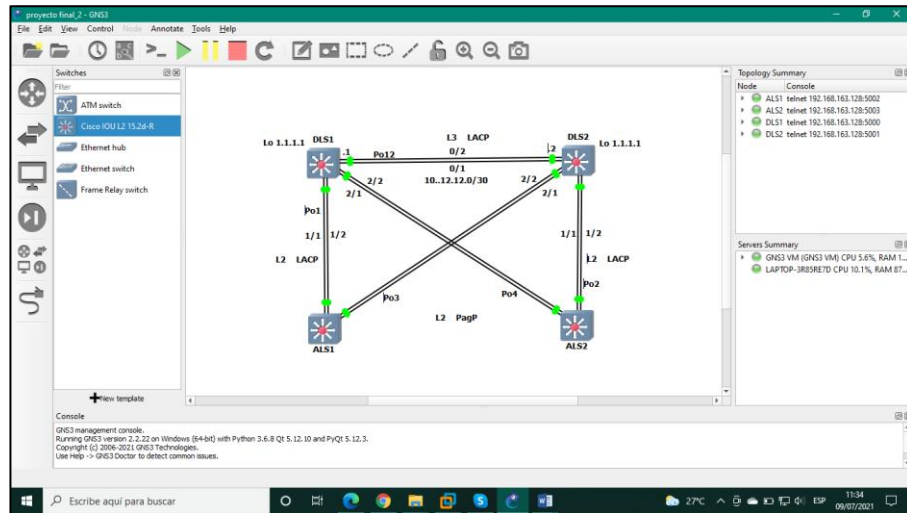 proyecto final_2 - GNS3
File Edit View Control Node Annotate Tools Help
Switches
Filter
ATM switch
Cisco IOU L2 15.2d-R
Ethernet hub
Ethernet switch
Frame Relay switch
New template
Lo 1.1.1.1 DLS1
.1
Po12
L3 LACP
0/2
0/1
10..12.12.0/30
DLS2
.2
Lo 1.1.1.1
2/2
2/1
2/2
2/1
Po1
1/1 1/2
L2 LACP
1/1 1/2
L2 LACP
Po3
Po4
Po2
L2 PagP
ALS1
ALS2
Topology Summary
Node Console
ALS1 telnet 192.168.163.128:5002
ALS2 telnet 192.168.163.128:5003
DLS1 telnet 192.168.163.128:5000
DLS2 telnet 192.168.163.128:5001
Servers Summary
GNS3 VM (GNS3 VM) CPU 5.6%, RAM 1...
LAPTOP-3R85RE7D CPU 10.1%, RAM 87...
Console
GNS3 management console.
Running GNS3 version 2.2.22 on Windows (64-bit) with Python 3.6.8 Qt 5.12.10 and PyQt 5.12.3.
Copyright (c) 2006-2021 GNS3 Technologies.
Use Help -> GNS3 Doctor to detect common issues.
Escribe aquí para buscar
27°C
ESP
11:34
09/07/2021